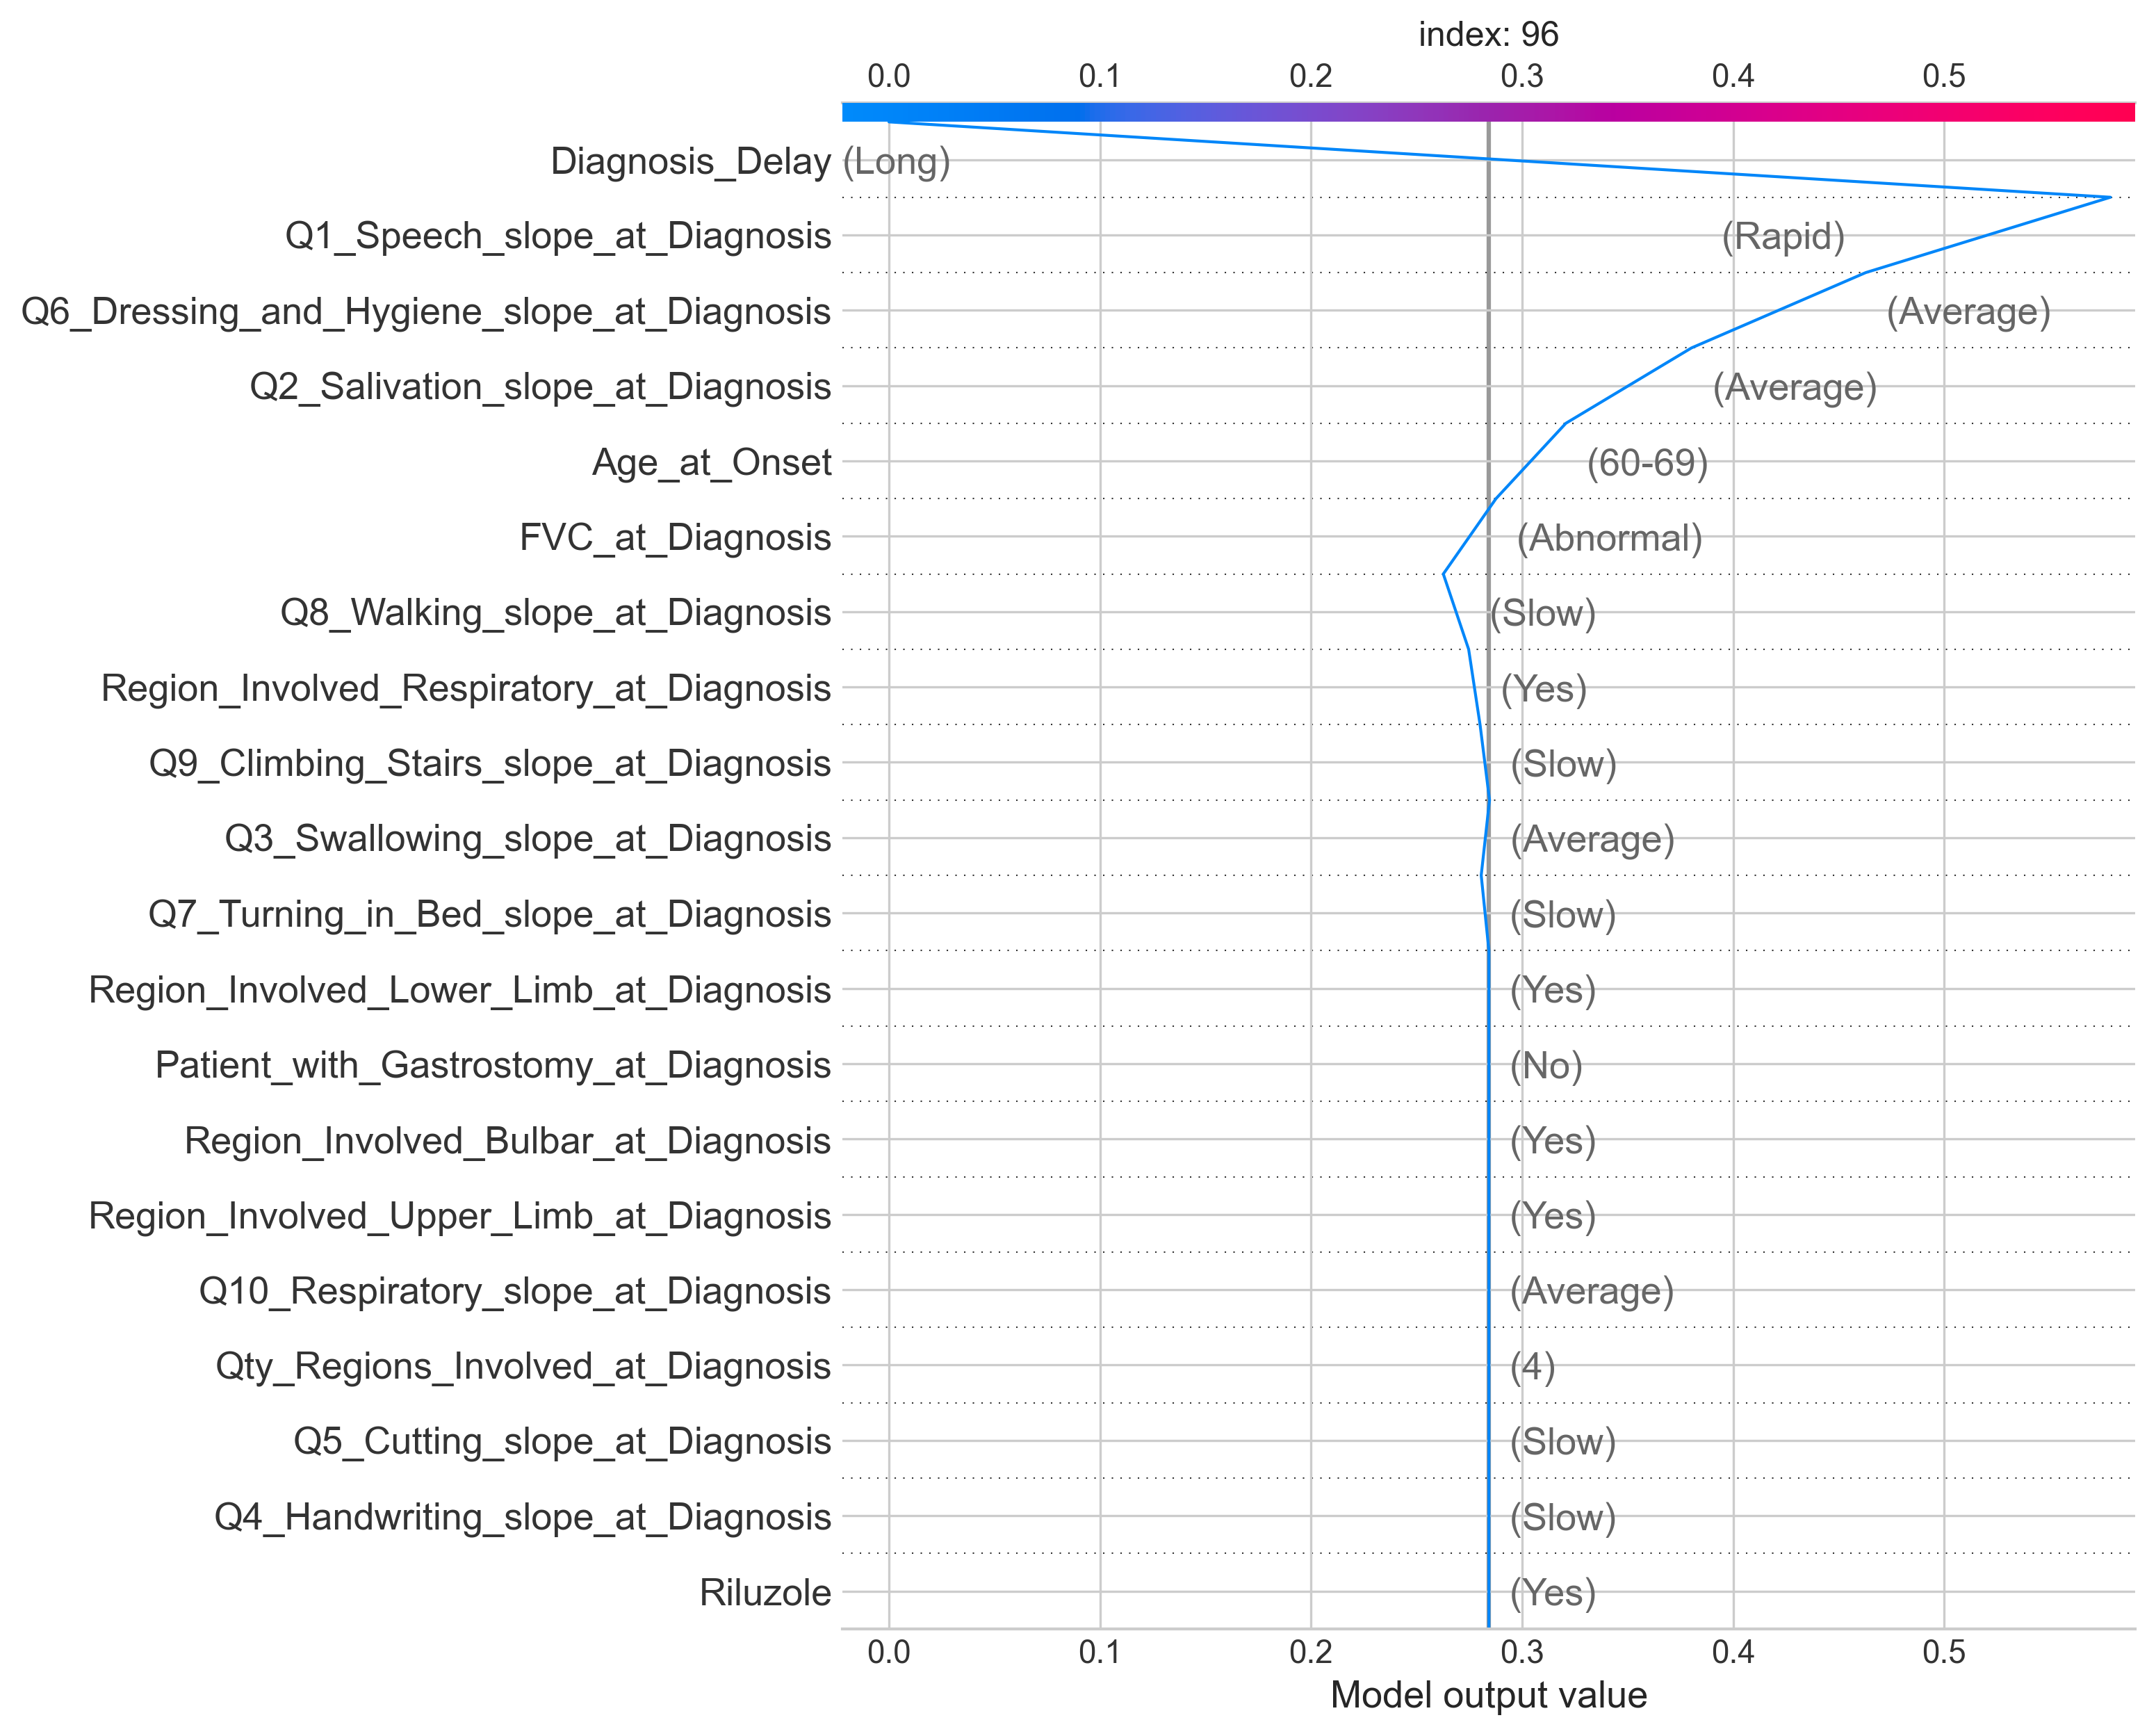 index: 96
0.0 0.1 0.2 0.3 0.4 0.5
Diagnosis_Delay (Long)
Q1_Speech_slope_at_Diagnosis (Rapid)
Q6_Dressing_and_Hygiene_slope_at_Diagnosis (Average)
Q2_Salivation_slope_at_Diagnosis (Average)
Age_at_Onset (60-69)
FVC_at_Diagnosis (Abnormal)
Q8_Walking_slope_at_Diagnosis (Slow)
Region_Involved_Respiratory_at_Diagnosis (Yes)
Q9_Climbing_Stairs_slope_at_Diagnosis (Slow)
Q3_Swallowing_slope_at_Diagnosis (Average)
Q7_Turning_in_Bed_slope_at_Diagnosis (Slow)
Region_Involved_Lower_Limb_at_Diagnosis (Yes)
Patient_with_Gastrostomy_at_Diagnosis (No)
Region_Involved_Bulbar_at_Diagnosis (Yes)
Region_Involved_Upper_Limb_at_Diagnosis (Yes)
Q10_Respiratory_slope_at_Diagnosis (Average)
Qty_Regions_Involved_at_Diagnosis (4)
Q5_Cutting_slope_at_Diagnosis (Slow)
Q4_Handwriting_slope_at_Diagnosis (Slow)
Riluzole (Yes)
0.0 0.1 0.2 0.3 0.4 0.5
Model output value